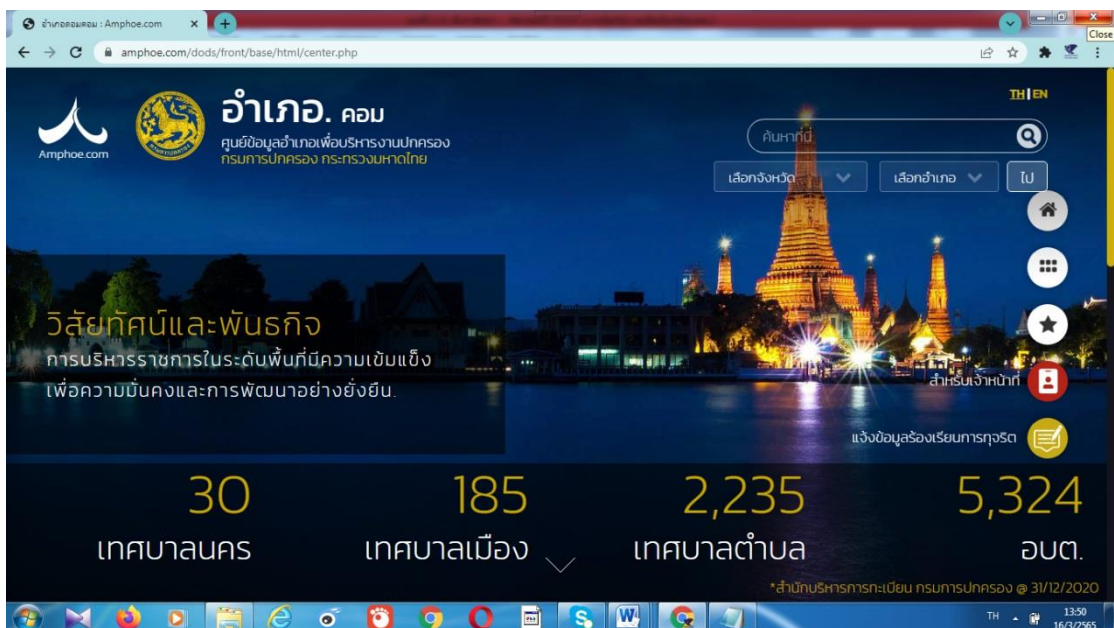 อำเภอดอมคอม : Amphoe.com
Close
amphoe.com/dods/front/base/html/center.php
TH|EN
Amphoe.com
อำเภอ. คอม
ศูนย์ข้อมูลอำเภอเพื่อบริหารงานปกครอง
กรมการปกครอง กระทรวงมหาดไทย
ค้นหาที่นี่
เลือกจังหวัด
เลือกอำเภอ
ไป
วิสัยทัศน์และพันธกิจ
การบริหารราชการในระดับพื้นที่มีความเข้มแข็ง
เพื่อความมั่นคงและการพัฒนาอย่างยั่งยืน.
สำหรับเจ้าหน้าที่
แจ้งข้อมูลร้องเรียนการทุจริต
30
185
2,235
5,324
เทศบาลนคร
เทศบาลเมือง
เทศบาลตำบล
อบต.
*สำนักบริหารการทะเบียน กรมการปกครอง @ 31/12/2020
TH
13:50
16/3/2565